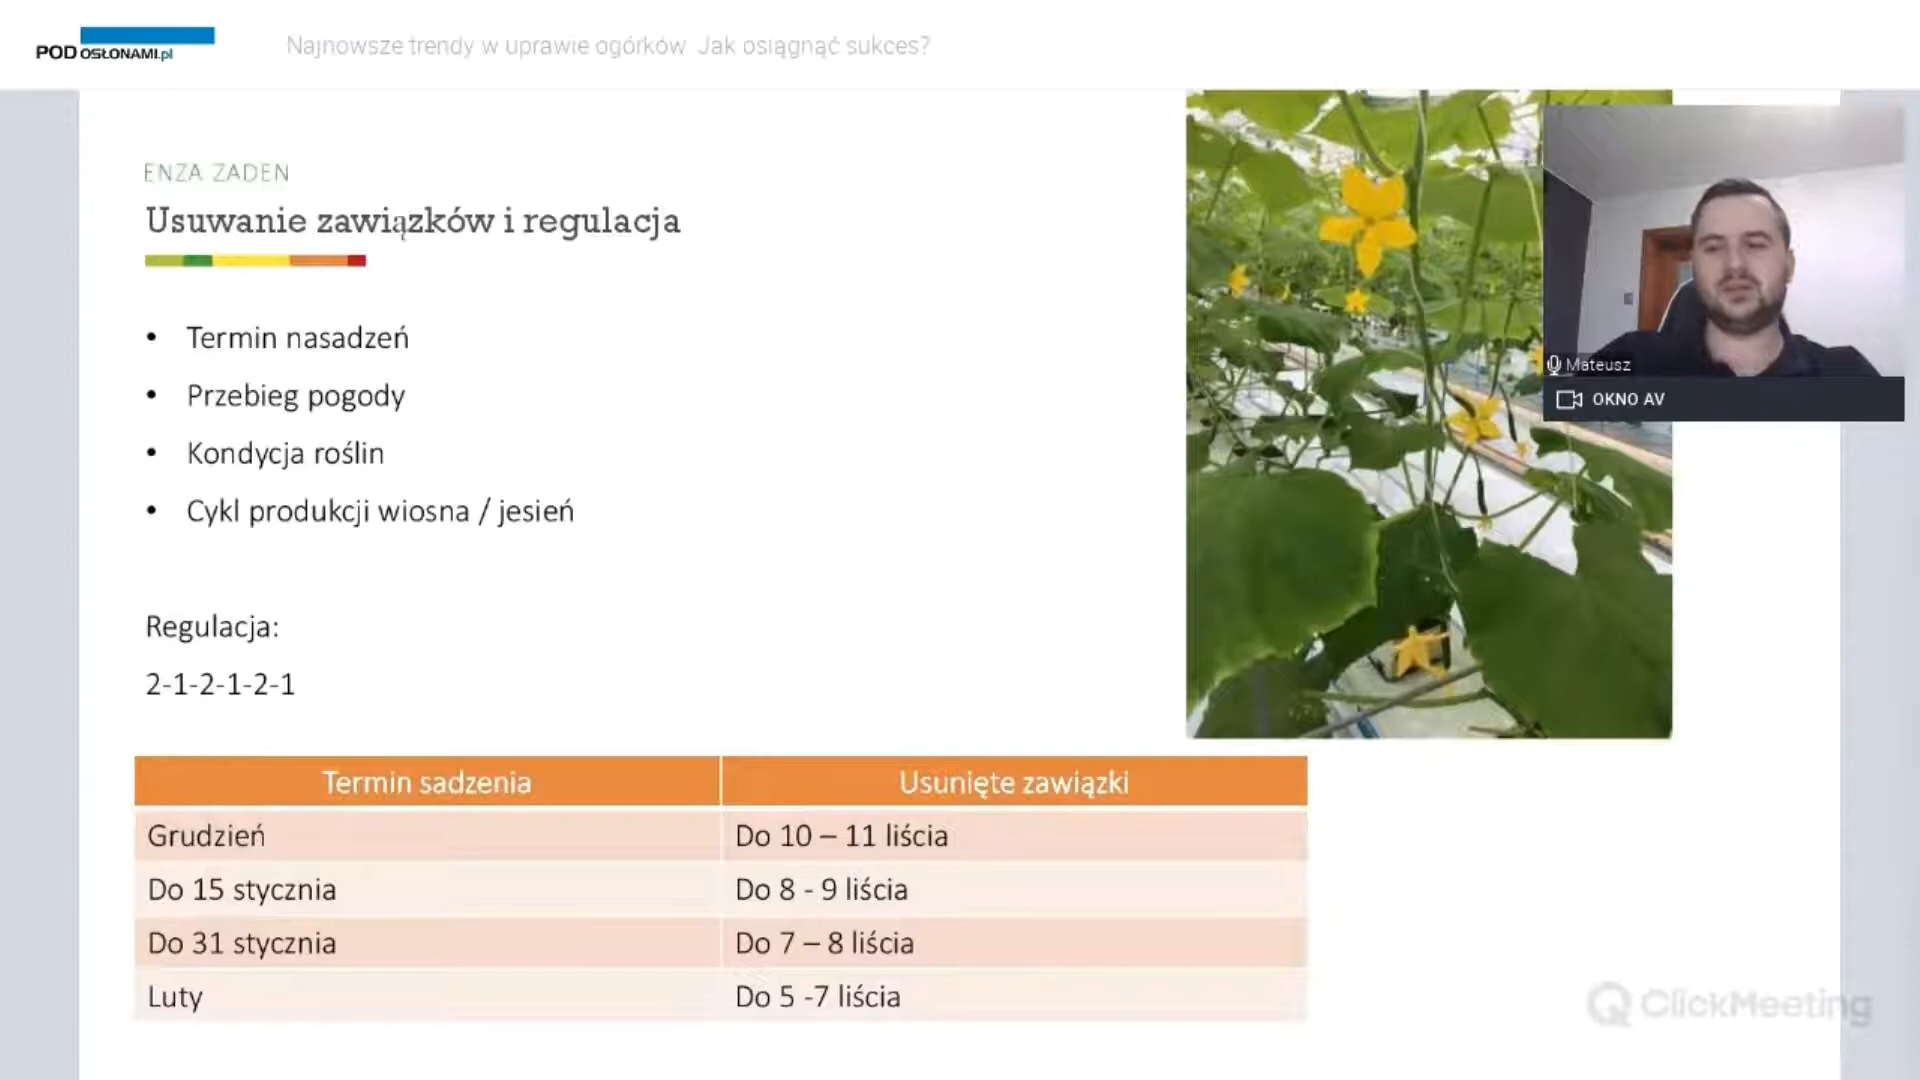 POD OSŁONAMI.pl
Najnowsze trendy w uprawie ogórków. Jak osiągnąć sukces?
ENZA ZADEN
Usuwanie zawiązków i regulacja
• Termin nasadzeń
• Przebieg pogody
• Kondycja roślin
• Cykl produkcji wiosna / jesień
Mateusz
OKNO AV
Regulacja:
2-1-2-1-2-1
Termin sadzenia Usunięte zawiązki
Grudzień Do 10 – 11 liścia
Do 15 stycznia Do 8 - 9 liścia
Do 31 stycznia Do 7 – 8 liścia
Luty Do 5 -7 liścia
ClickMeeting